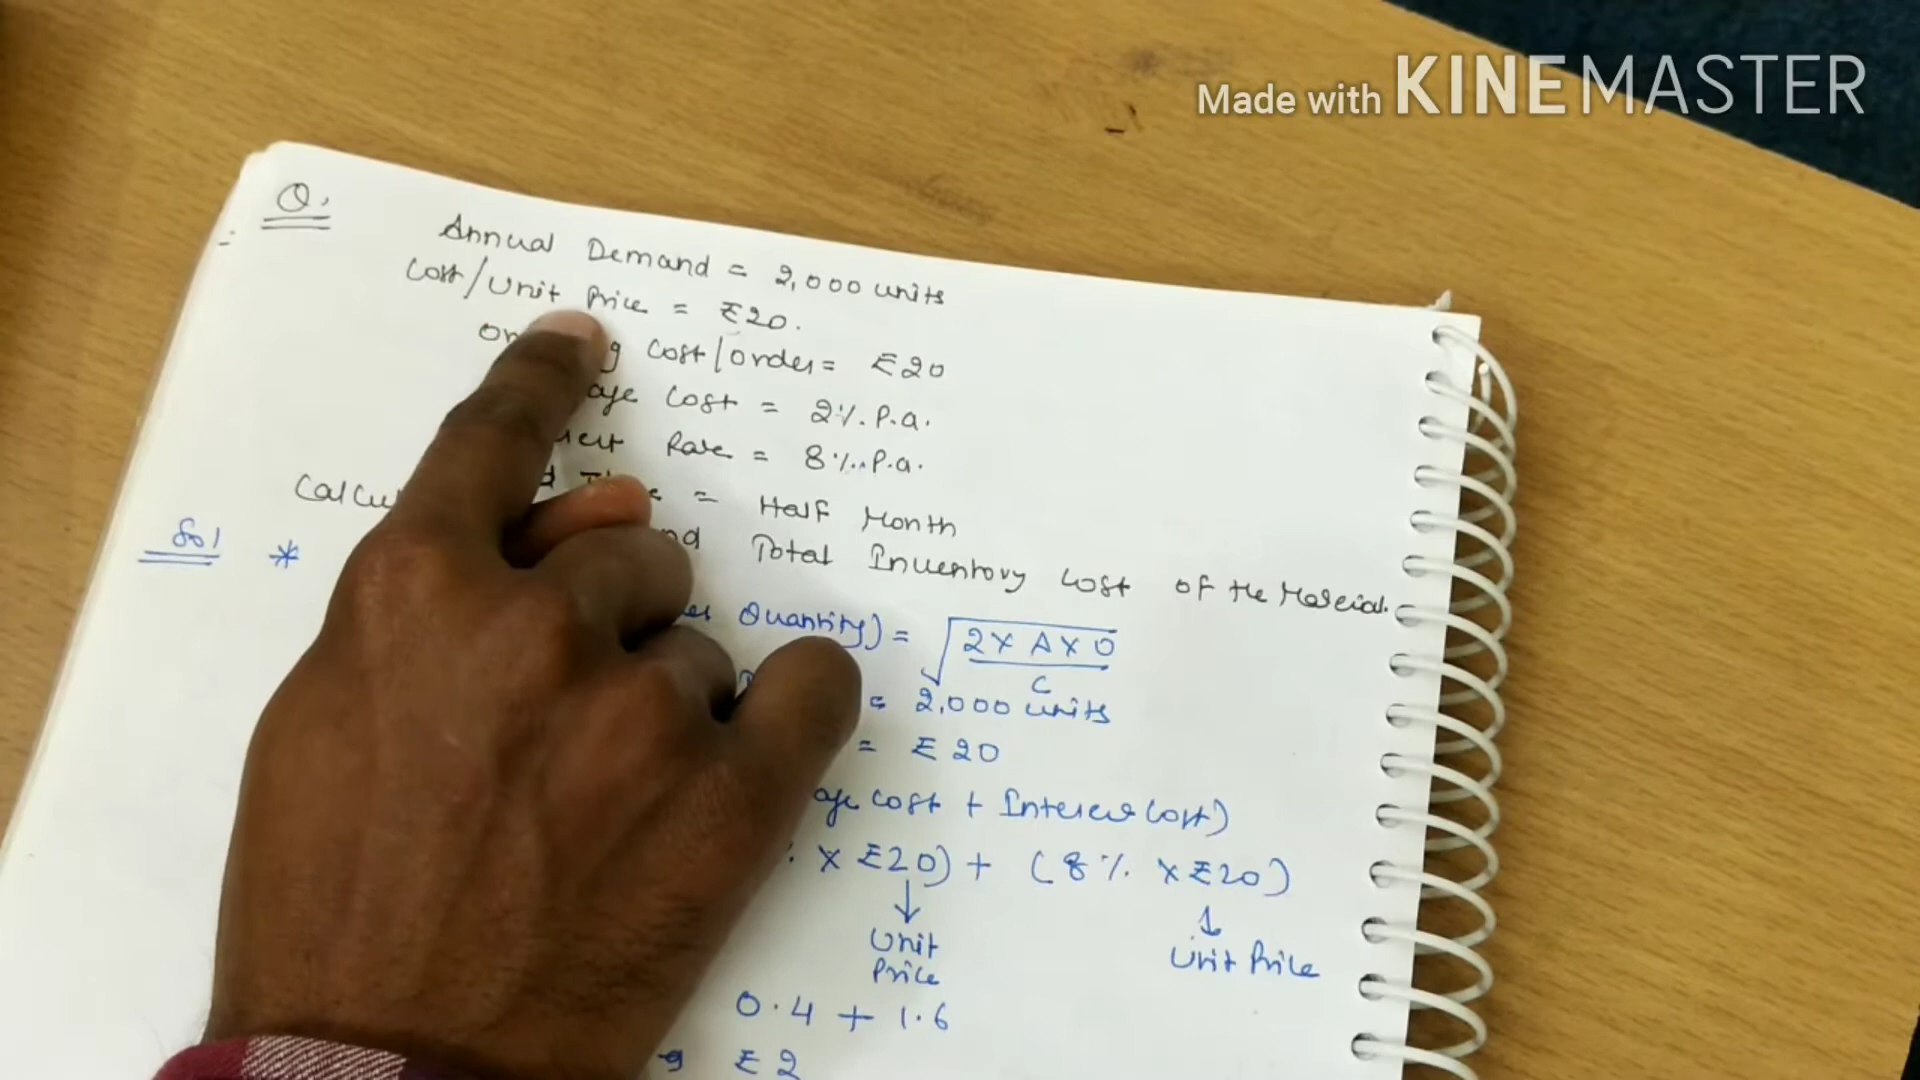 Made with KINEMASTER
Q.
Annual Demand = 2,000 units
Cost/Unit Price = ₹20.
Cost/order = ₹20
Cost = 2% P.a.
Rate = 8% P.a.
= Half Month
Total Inventory Cost of the Material.
Sol *
Quantity) = √2 X A X O
C
= 2,000 units
= ₹20
Cost + Interest Cost)
X ₹20) + (8% X ₹20)
↓ ↓
Unit Unit Price
Price
0.4 + 1.6
₹2